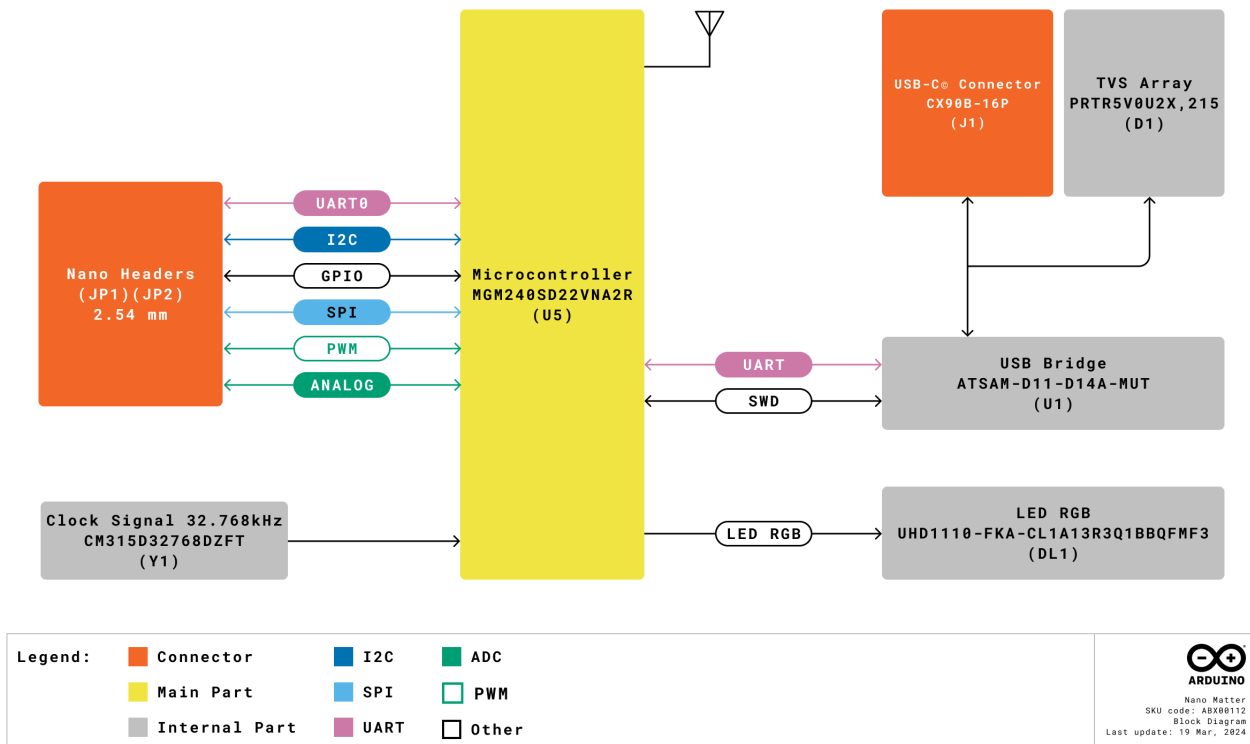 USB-C® Connector
CX90B-16P
(J1)
TVS Array
PRTR5V0U2X,215
(D1)
Nano Headers
(JP1)(JP2)
2.54 mm
UART0
I2C
GPIO
SPI
PWM
ANALOG
Microcontroller
MGM240SD22VNA2R
(U5)
UART
SWD
USB Bridge
ATSAM-D11-D14A-MUT
(U1)
Clock Signal 32.768kHz
CM315D32768DZFT
(Y1)
LED RGB
LED RGB
UHD1110-FKA-CL1A13R3Q1BBQFMF3
(DL1)
Legend:
Connector
Main Part
Internal Part
I2C
SPI
UART
ADC
PWM
Other
ARDUINO
Nano Matter
SKU code: ABX00112
Block Diagram
Last update: 19 Mar, 2024